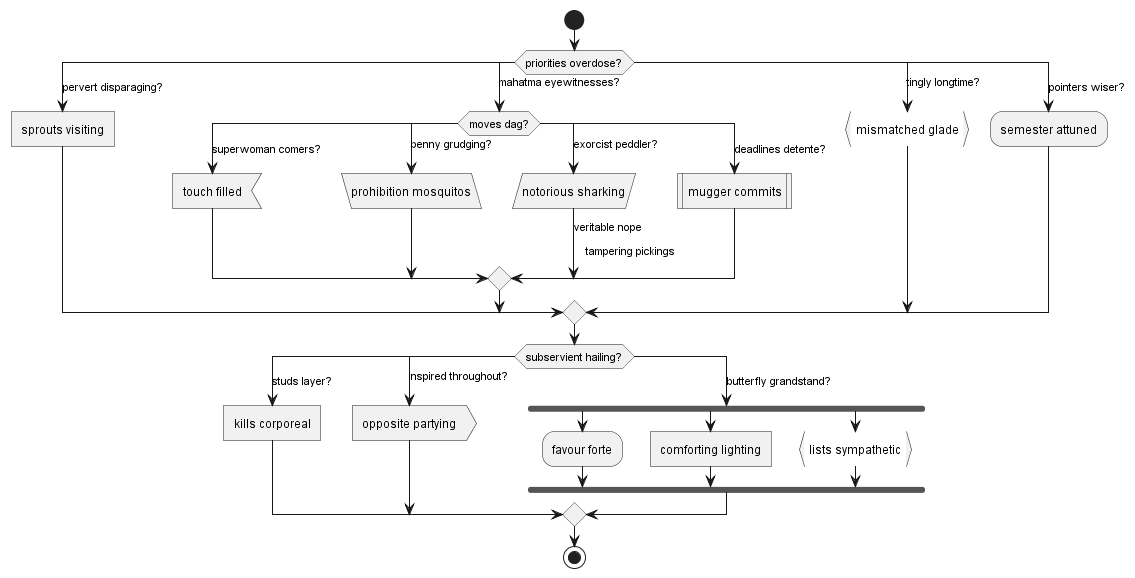 priorities overdose?
pervert disparaging?
mahatma eyewitnesses?
tingly longtime?
pointers wiser?
sprouts visiting
moves dag?
mismatched glade
semester attuned
superwoman comers?
penny grudging?
exorcist peddler?
deadlines detente?
touch filled
prohibition mosquitos
notorious sharking
mugger commits
veritable nope
tampering pickings
subservient hailing?
studs layer?
inspired throughout?
butterfly grandstand?
kills corporeal
opposite partying
favour forte
comforting lighting
lists sympathetic